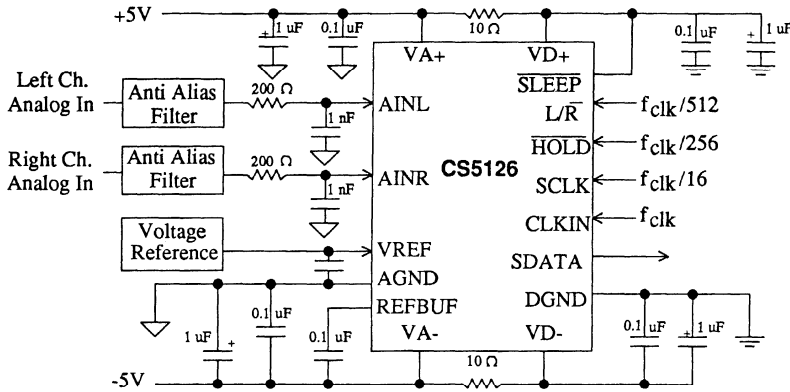 +5V
+ 1 uF
0.1 uF
10 Ω
0.1 uF
+ 1 uF
VA+
VD+
SLEEP
Left Ch.
Analog In
Anti Alias
Filter
200 Ω
AINL
L/R
fclk/512
1 nF
HOLD
fclk/256
Right Ch.
Analog In
Anti Alias
Filter
200 Ω
AINR
CS5126
SCLK
fclk/16
1 nF
CLKIN
fclk
Voltage
Reference
VREF
SDATA
AGND
DGND
REFBUF
1 uF +
0.1 uF
0.1 uF
VA-
VD-
0.1 uF
+ 1 uF
10 Ω
-5V